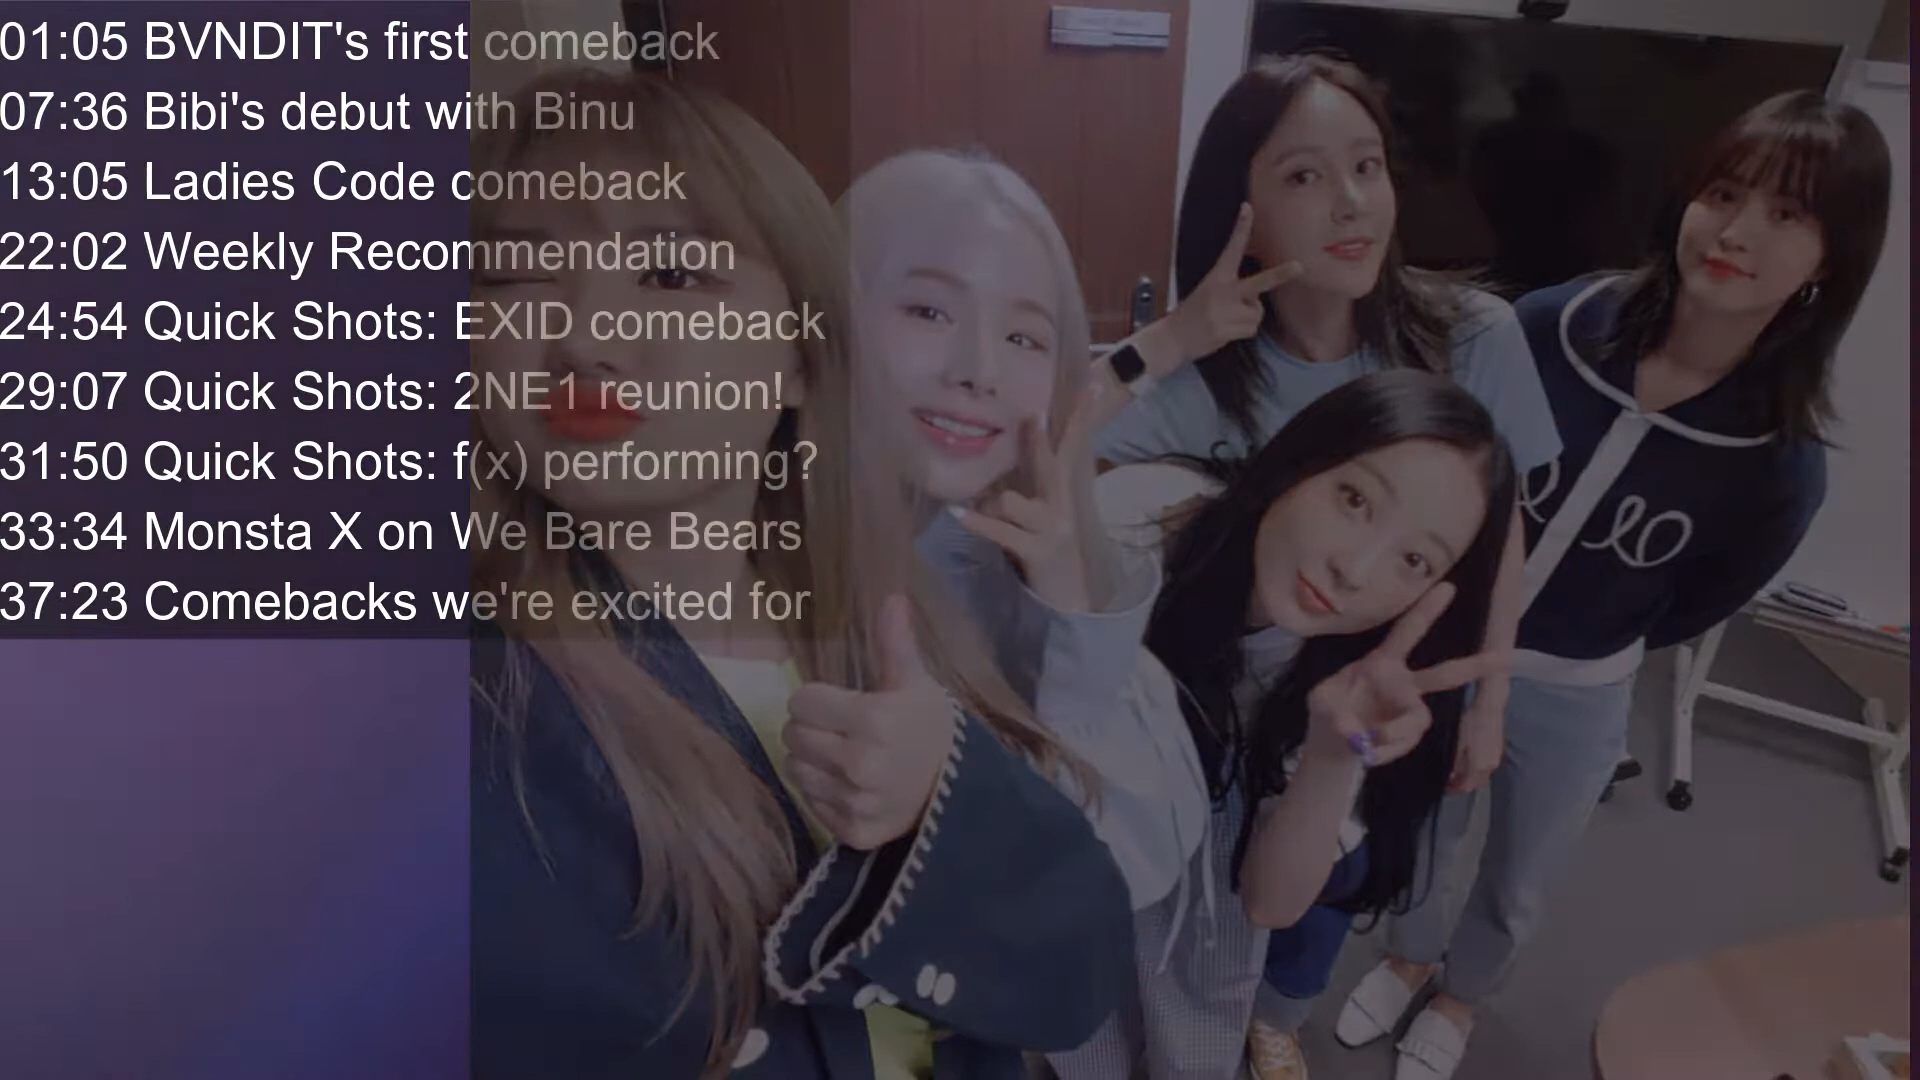 01:05 BVNDIT's first comeback
07:36 Bibi's debut with Binu
13:05 Ladies Code comeback
22:02 Weekly Recommendation
24:54 Quick Shots: EXID comeback
29:07 Quick Shots: 2NE1 reunion!
31:50 Quick Shots: f(x) performing?
33:34 Monsta X on We Bare Bears
37:23 Comebacks we're excited for